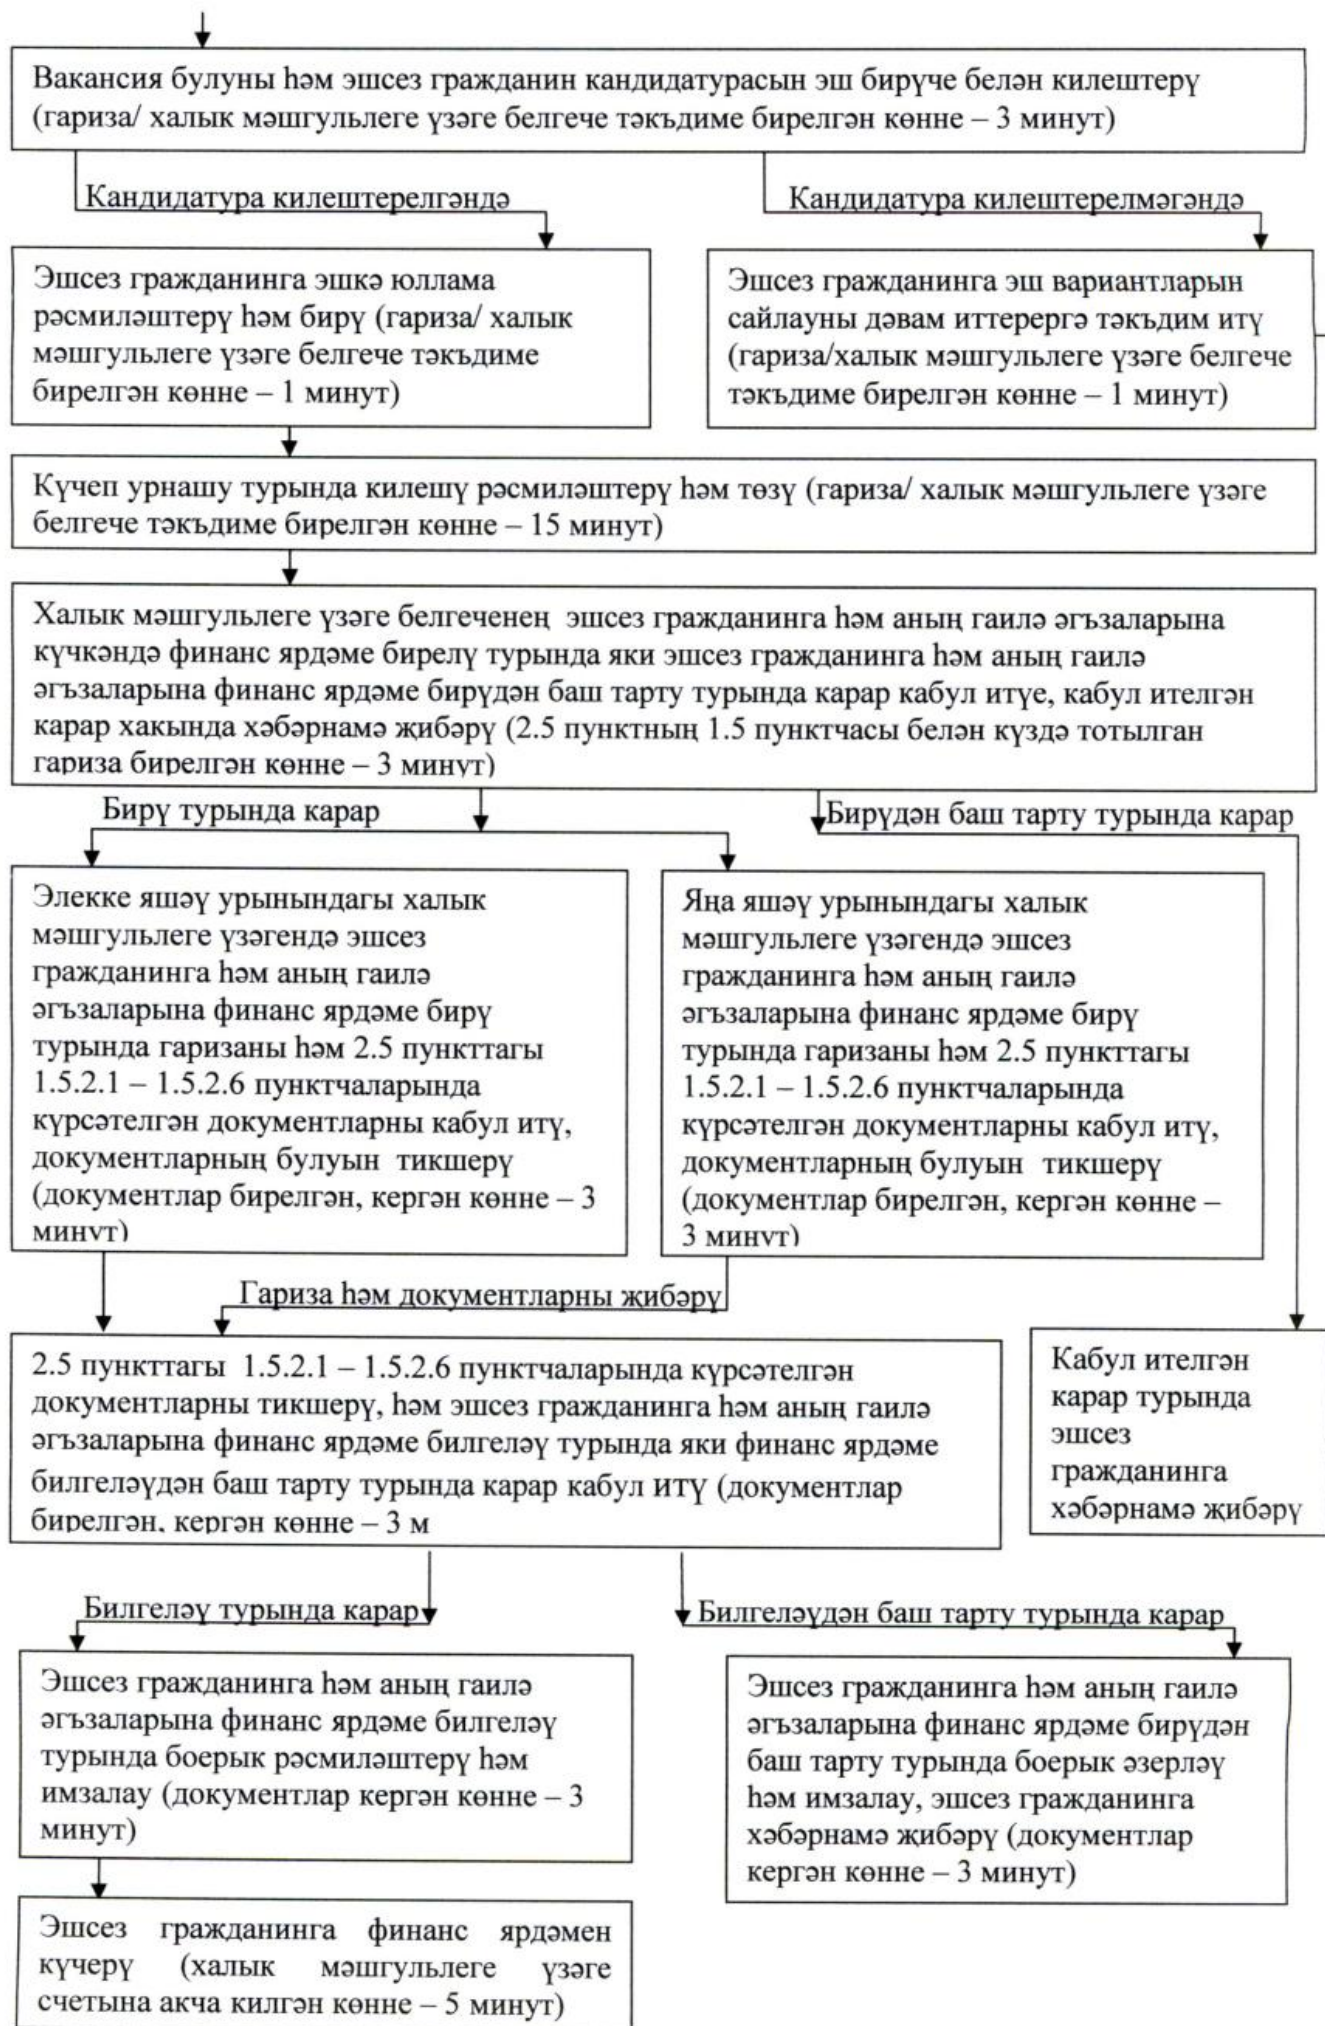 Вакансия булуны һәм эшсез гражданин кандидатурасын эш бирүче белән килештерү
(гариза/ халык мәшгульлеге үзәге белгече тәкъдиме бирелгән көнне – 3 минут)
Кандидатура килештерелгәндә
Кандидатура килештерелмәгәндә
Эшсез гражданинга эшкә юллама
рәсмиләштерү һәм бирү (гариза/ халык
мәшгульлеге үзәге белгече тәкъдиме
бирелгән көнне – 1 минут)
Эшсез гражданинга эш вариантларын
сайлауны дәвам иттерергә тәкъдим итү
(гариза/халык мәшгульлеге үзәге белгече
тәкъдиме бирелгән көнне – 1 минут)
Күчеп урнашу турында килешү рәсмиләштерү һәм төзү (гариза/ халык мәшгульлеге үзәге
белгече тәкъдиме бирелгән көнне – 15 минут)
Халык мәшгульлеге үзәге белгеченең эшсез гражданинга һәм аның гаилә әгъзаларына
күчкәндә финанс ярдәме бирелү турында яки эшсез гражданинга һәм аның гаилә
әгъзаларына финанс ярдәме бирүдән баш тарту турында карар кабул итүе, кабул ителгән
карар хакында хәбәрнамә җибәрү (2.5 пунктның 1.5 пунктчасы белән күздә тотылган
гариза бирелгән көнне – 3 минут)
Бирү турында карар
Бирүдән баш тарту турында карар
Элекке яшәү урынындагы халык
мәшгульлеге үзәгендә эшсез
гражданинга һәм аның гаилә
әгъзаларына финанс ярдәме бирү
турында гаризаны һәм 2.5 пункттагы
1.5.2.1 – 1.5.2.6 пунктчаларында
күрсәтелгән документларны кабул итү,
документларның булуын тикшерү
(документлар бирелгән, кергән көнне – 3
минут)
Яңа яшәү урынындагы халык
мәшгульлеге үзәгендә эшсез
гражданинга һәм аның гаилә
әгъзаларына финанс ярдәме бирү
турында гаризаны һәм 2.5 пункттагы
1.5.2.1 – 1.5.2.6 пунктчаларында
күрсәтелгән документларны кабул итү,
документларның булуын тикшерү
(документлар бирелгән, кергән көнне –
3 минут)
Гариза һәм документларны җибәрү
2.5 пункттагы 1.5.2.1 – 1.5.2.6 пунктчаларында күрсәтелгән
документларны тикшерү, һәм эшсез гражданинга һәм аның гаилә
әгъзаларына финанс ярдәме билгеләү турында яки финанс ярдәме
билгеләүдән баш тарту турында карар кабул итү (документлар
бирелгән, кергән көнне – 3 м
Кабул ителгән
карар турында
эшсез
гражданинга
хәбәрнамә җибәрү
Билгеләү турында карар
Билгеләүдән баш тарту турында карар
Эшсез гражданинга һәм аның гаилә
әгъзаларына финанс ярдәме билгеләү
турында боерык рәсмиләштерү һәм
имзалау (документлар кергән көнне – 3
минут)
Эшсез гражданинга һәм аның гаилә
әгъзаларына финанс ярдәме бирүдән
баш тарту турында боерык әзерләү
һәм имзалау, эшсез гражданинга
хәбәрнамә җибәрү (документлар
кергән көнне – 3 минут)
Эшсез гражданинга финанс ярдәмен
күчерү (халык мәшгульлеге үзәге
счетына акча килгән көнне – 5 минут)